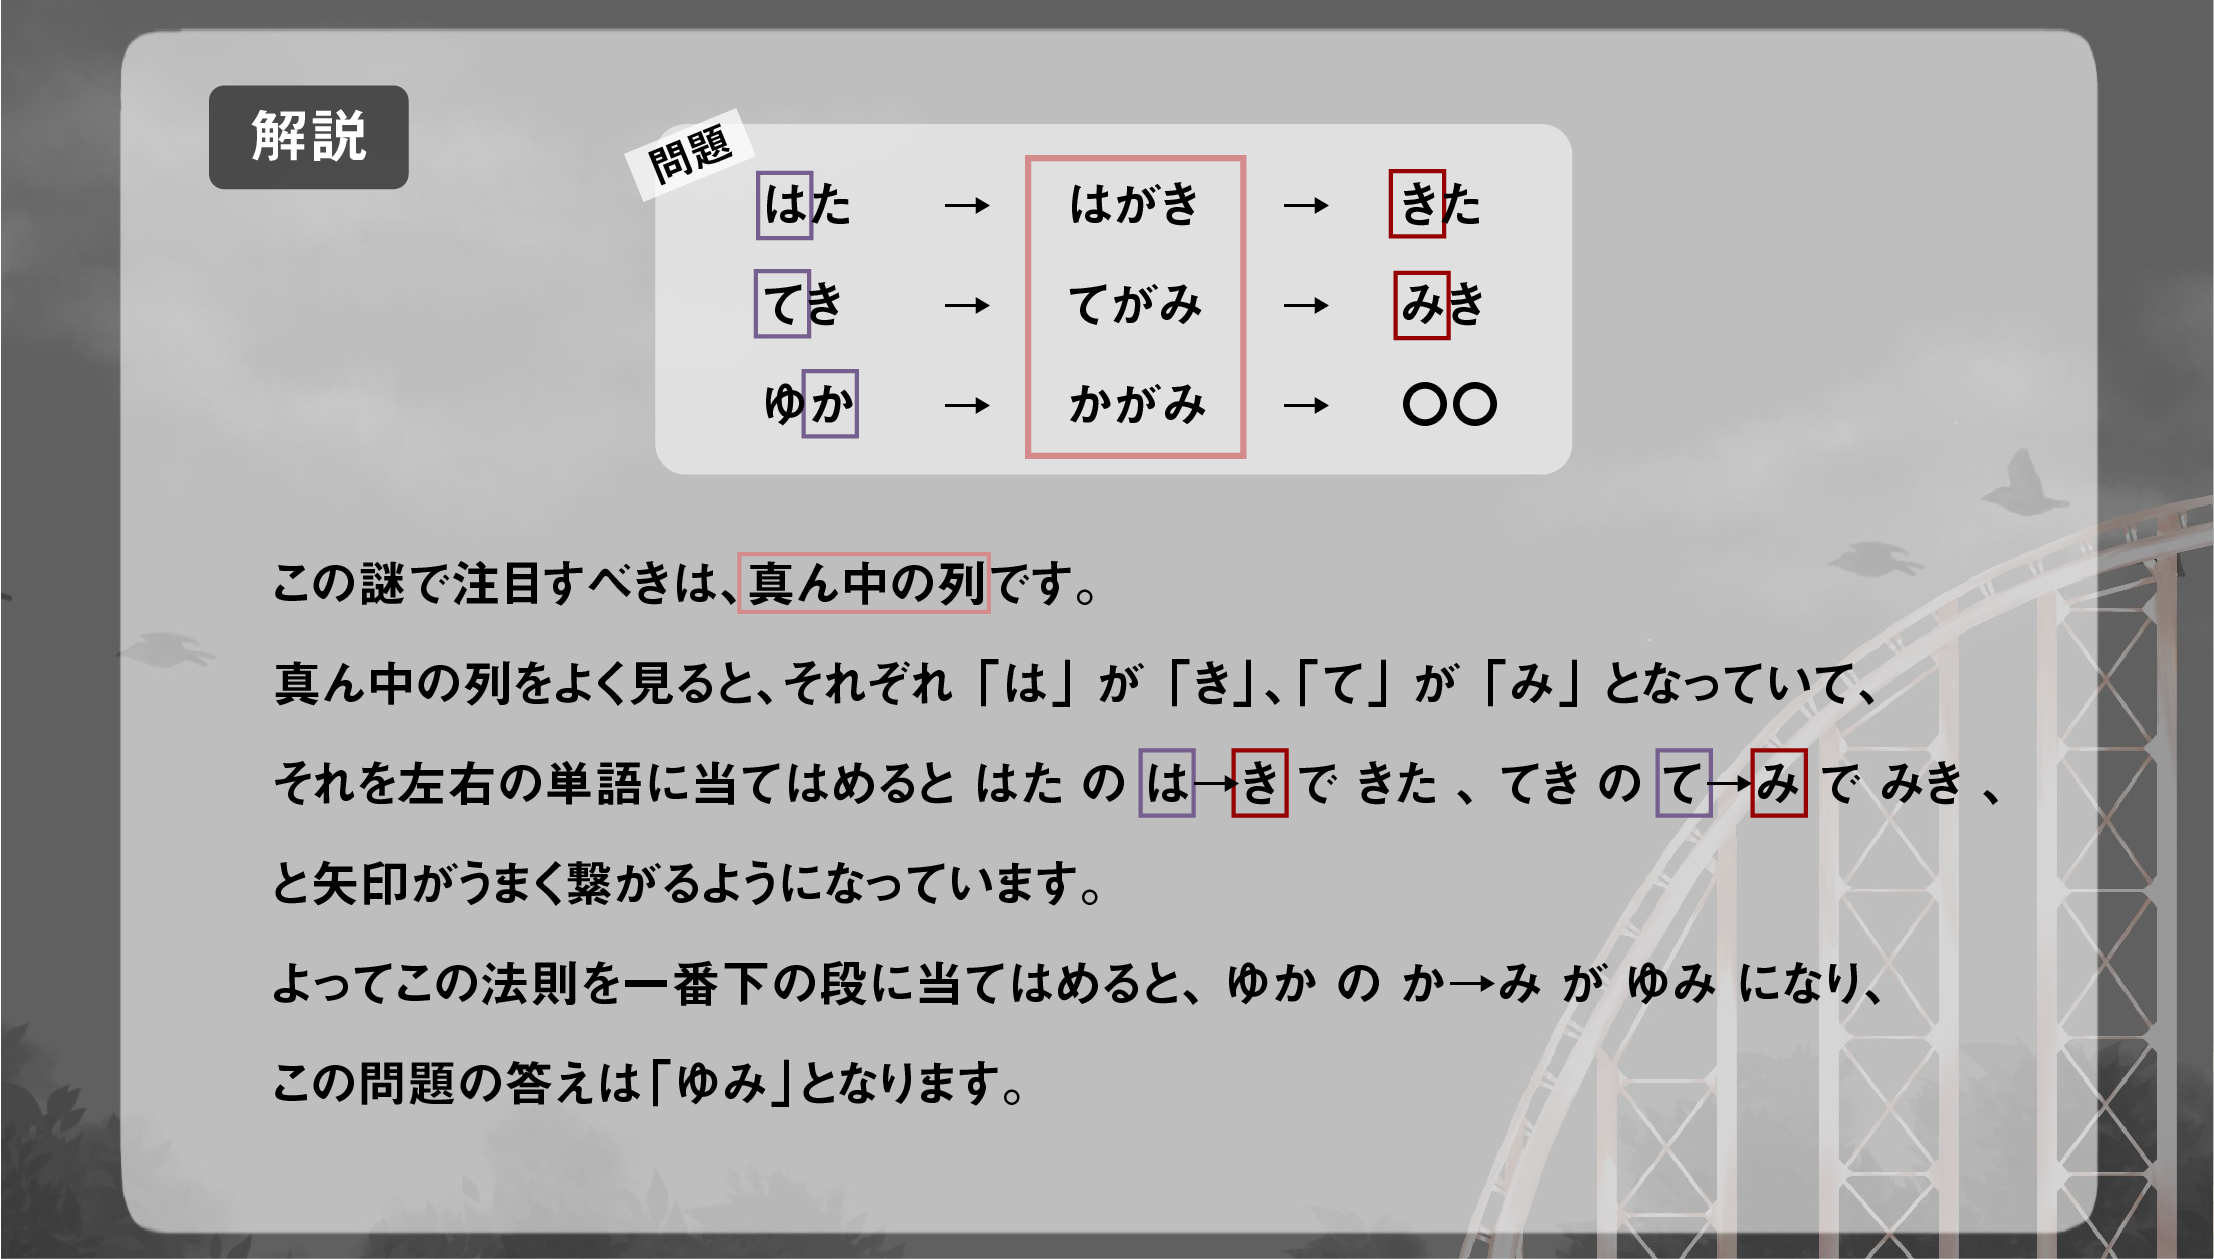 解説
問題
はた → はがき → きた
てき → てがみ → みき
ゆか → かがみ → 〇〇
この謎で注目すべきは、真ん中の列です。
真ん中の列をよく見ると、それぞれ「は」が「き」、「て」が「み」となっていて、
それを左右の単語に当てはめると はた の は→き で きた 、 てき の て→み で みき 、
と矢印がうまく繋がるようになっています。
よってこの法則を一番下の段に当てはめると、 ゆか の か→み が ゆみ になり、
この問題の答えは「ゆみ」となります。